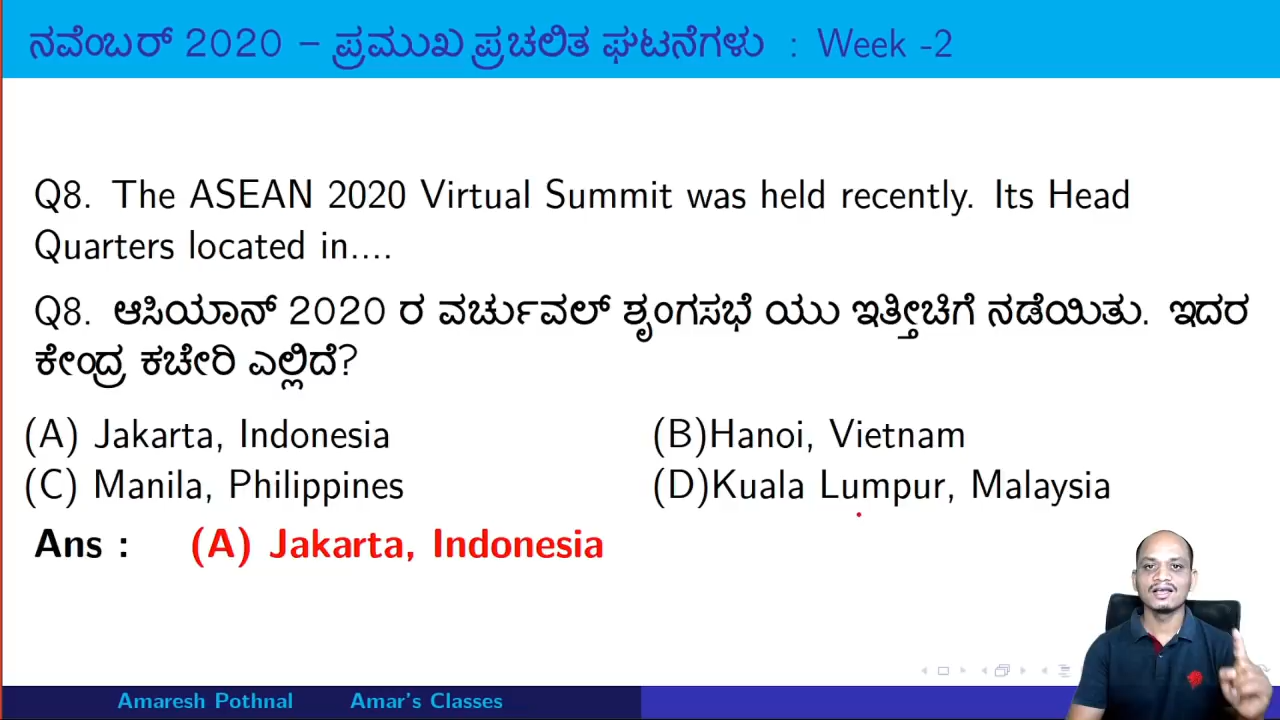 ನವೆಂಬರ್ 2020 – ಪ್ರಮುಖ ಪ್ರಚಲಿತ ಘಟನೆಗಳು : Week -2
Q8. The ASEAN 2020 Virtual Summit was held recently. Its Head
Quarters located in....
Q8. ಆಸಿಯಾನ್ 2020 ರ ವರ್ಚುವಲ್ ಶೃಂಗಸಭೆ ಯು ಇತ್ತೀಚಿಗೆ ನಡೆಯಿತು. ಇದರ
ಕೇಂದ್ರ ಕಚೇರಿ ಎಲ್ಲಿದೆ?
(A) Jakarta, Indonesia (B)Hanoi, Vietnam
(C) Manila, Philippines (D)Kuala Lumpur, Malaysia
Ans : (A) Jakarta, Indonesia
Amaresh Pothnal Amar's Classes